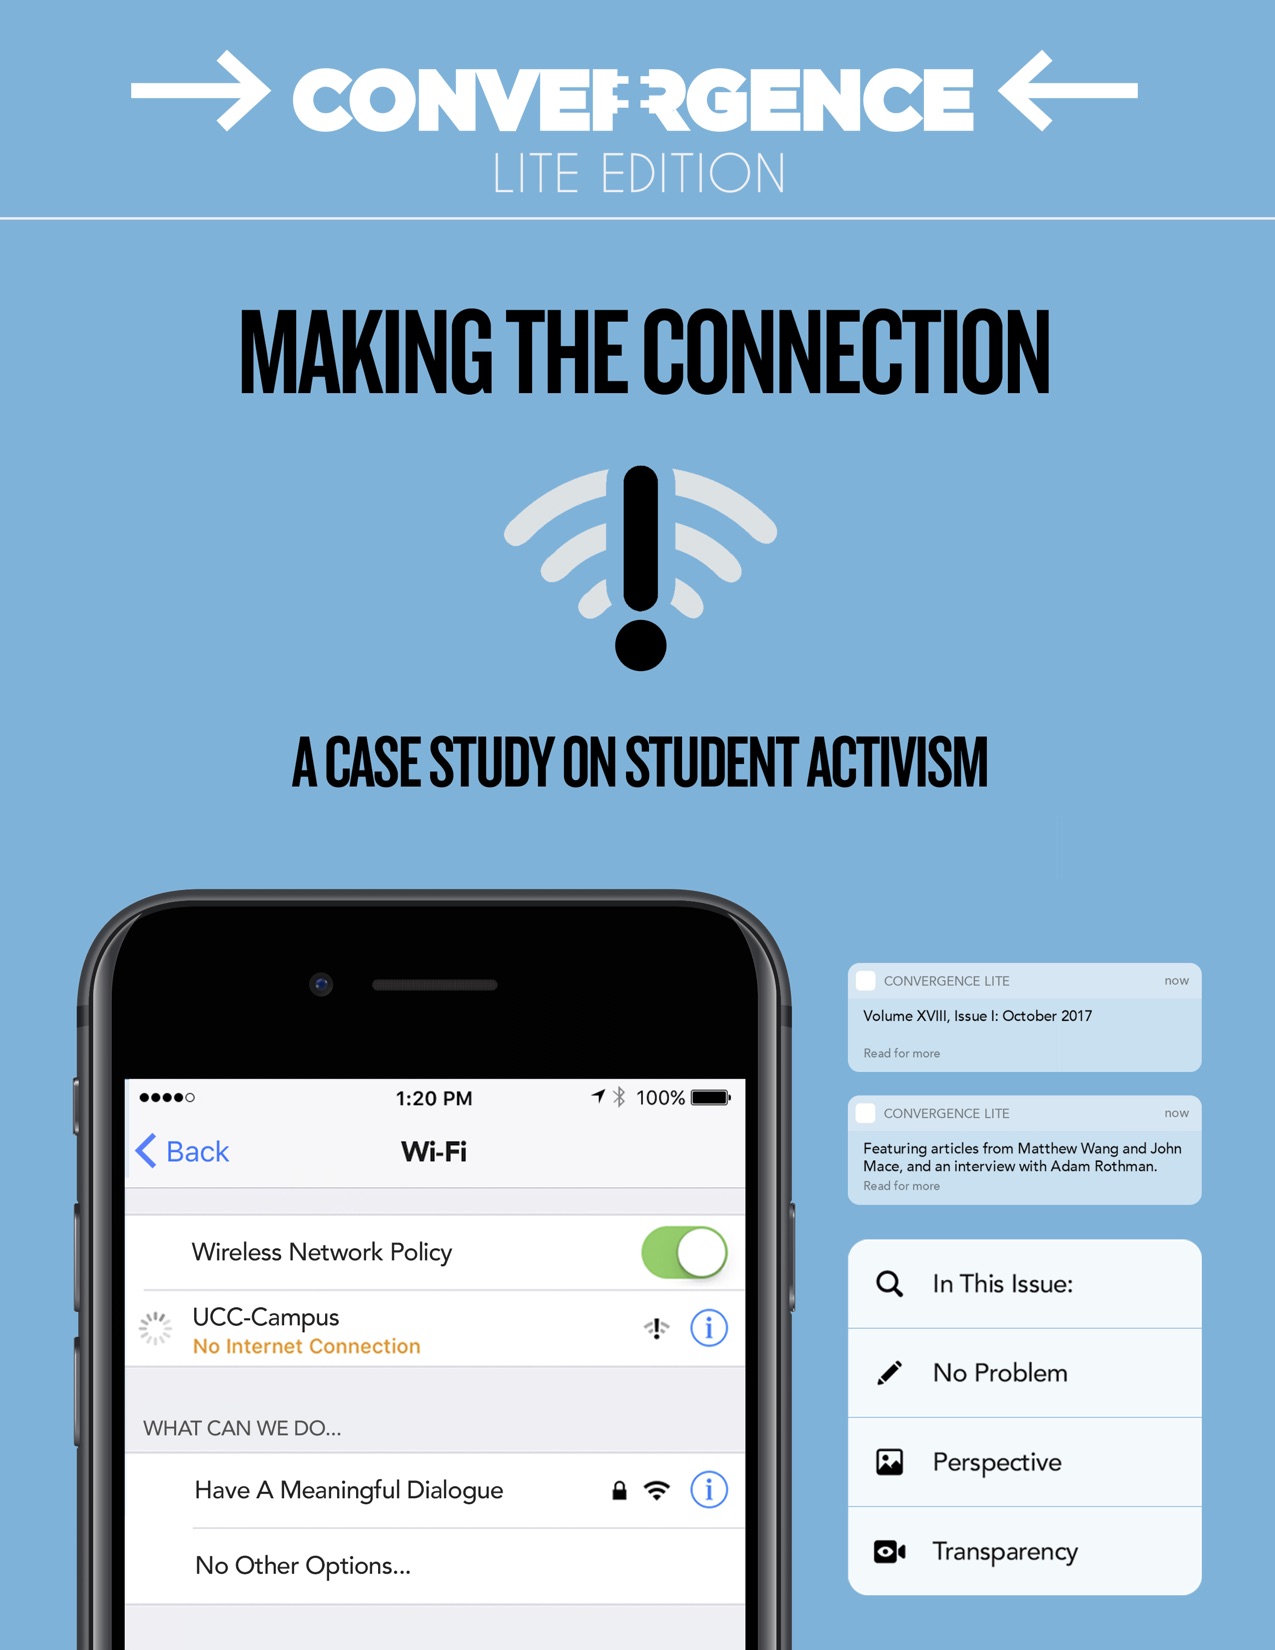 CONVERGENCE
LITE EDITION
MAKING THE CONNECTION
A CASE STUDY ON STUDENT ACTIVISM
1:20 PM
100%
Back
Wi-Fi
Wireless Network Policy
UCC-Campus
No Internet Connection
WHAT CAN WE DO...
Have A Meaningful Dialogue
No Other Options...
CONVERGENCE LITE
now
Volume XVIII, Issue I: October 2017
Read for more
CONVERGENCE LITE
now
Featuring articles from Matthew Wang and John
Mace, and an interview with Adam Rothman.
Read for more
In This Issue:
No Problem
Perspective
Transparency